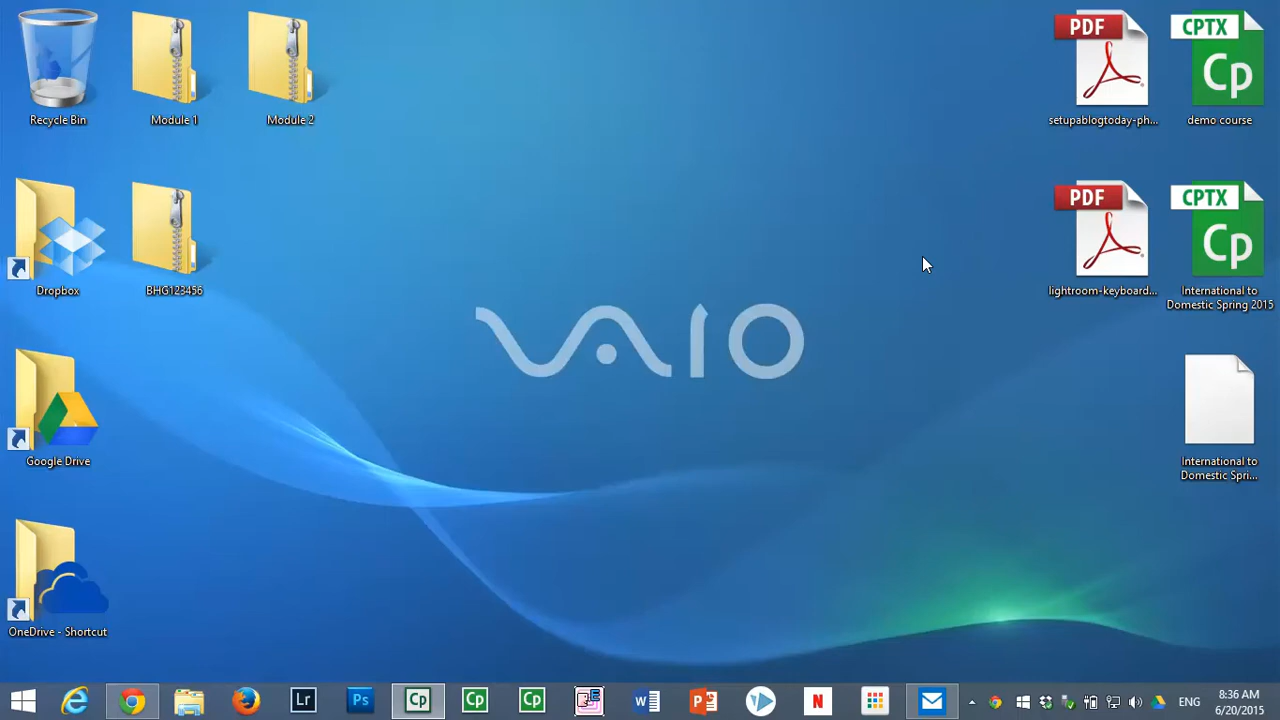 Recycle Bin
Module 1
Module 2
PDF
setupablogtoday-ph...
CPTX
Cp
demo course
Dropbox
BHG123456
PDF
lightroom-keyboard...
CPTX
Cp
International to
Domestic Spring 2015
VAIO
Google Drive
International to
Domestic Spri...
OneDrive - Shortcut
Lr
Ps
Cp
Cp
Cp
N
ENG
8:36 AM
6/20/2015